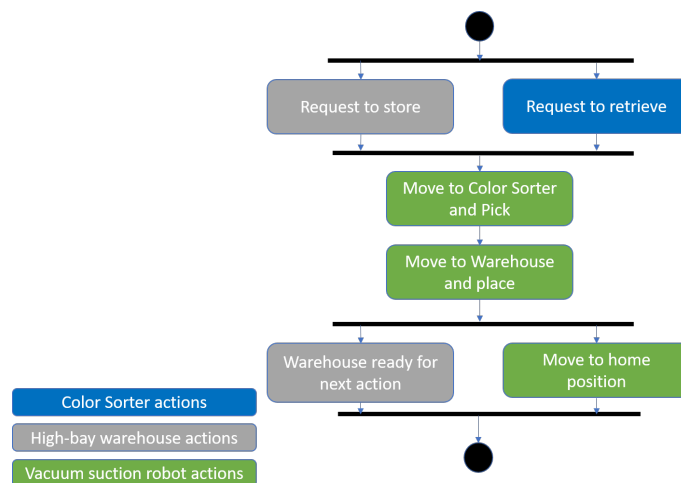 Request to store
Request to retrieve
Move to Color Sorter
and Pick
Move to Warehouse
and place
Warehouse ready for
next action
Move to home
position
Color Sorter actions
High-bay warehouse actions
Vacuum suction robot actions